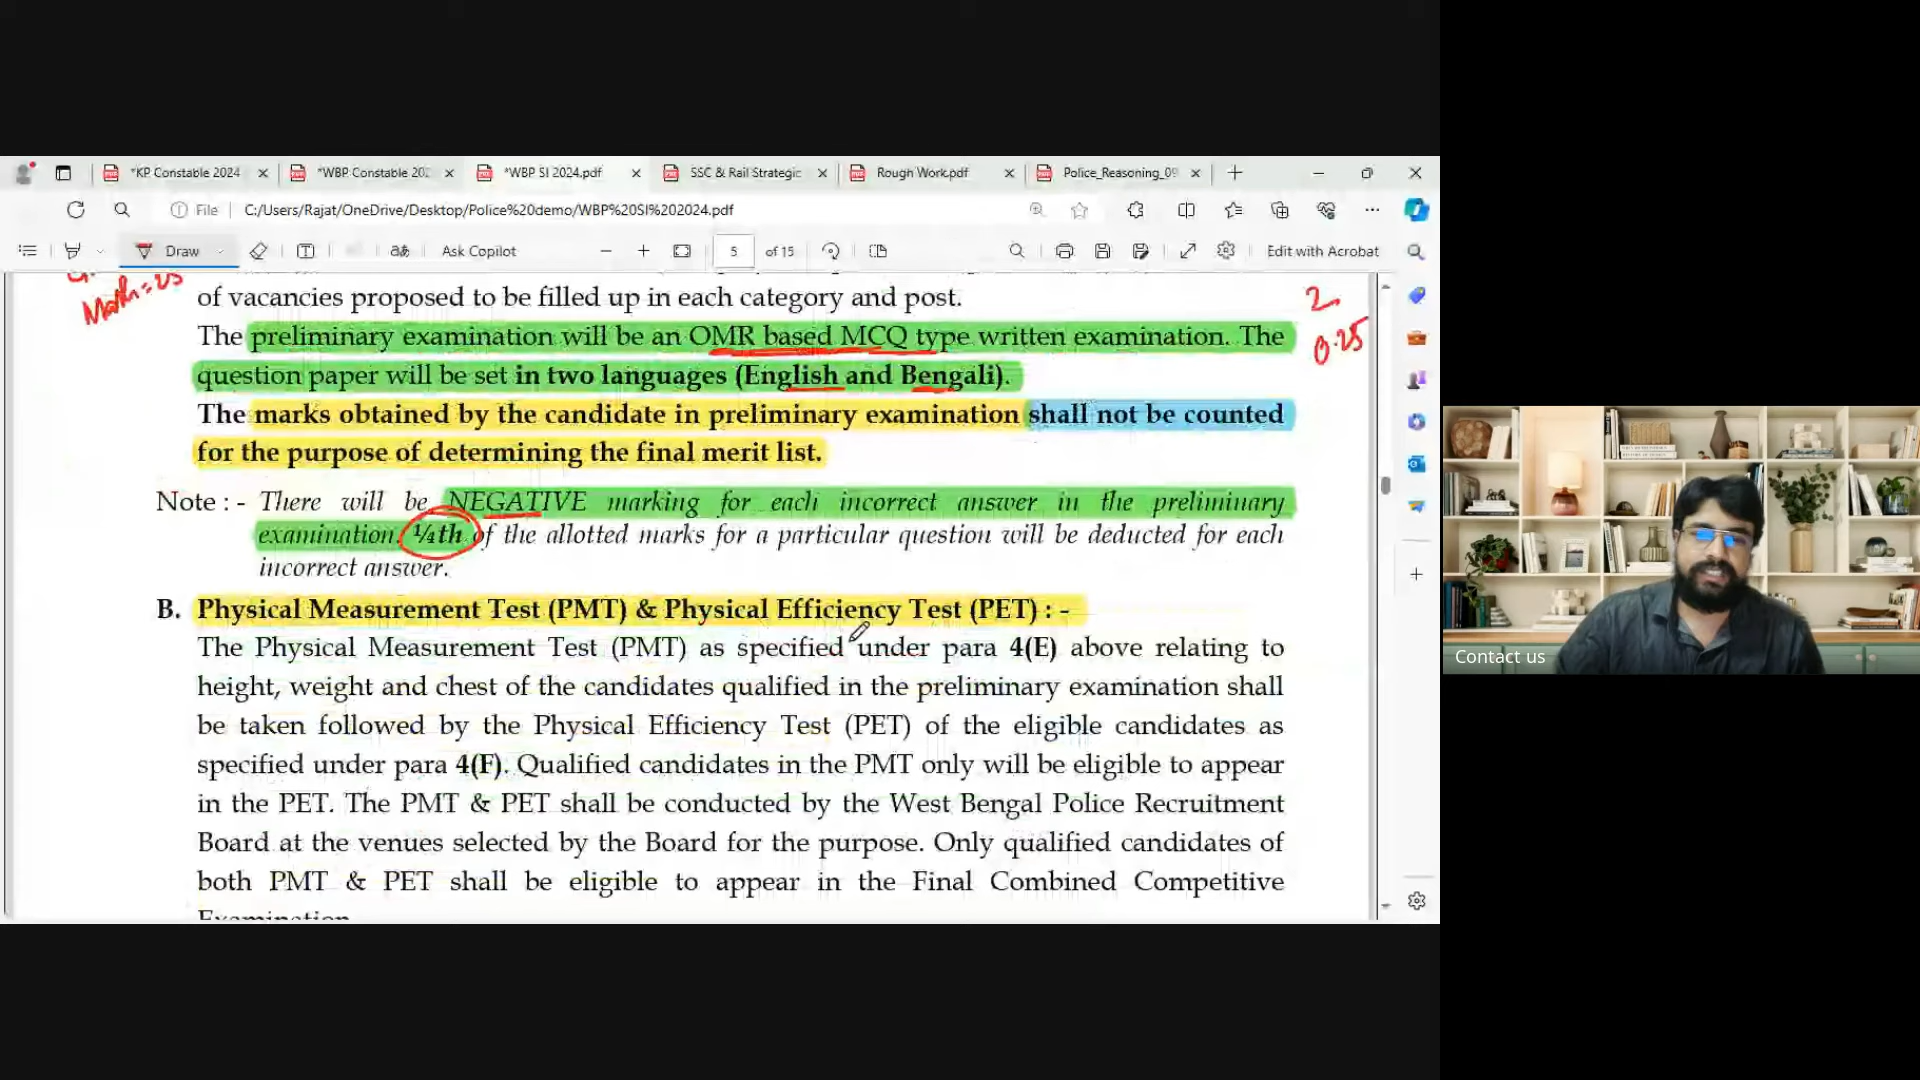 *KP Constable 2024
*WBP Constable 202
*WBP SI 2024.pdf
SSC & Rail Strategic
Rough Work.pdf
Police_Reasoning_09
File
C:/Users/Rajat/OneDrive/Desktop/Police%20demo/WBP%20SI%202024.pdf
Draw
Ask Copilot
5
of 15
Edit with Acrobat
Mark = 25
of vacancies proposed to be filled up in each category and post.
2
The preliminary examination will be an OMR based MCQ type written examination. The
0.25
question paper will be set in two languages (English and Bengali).
The marks obtained by the candidate in preliminary examination shall not be counted
for the purpose of determining the final merit list.
Note : - There will be NEGATIVE marking for each incorrect answer in the preliminary
examination. ¼th of the allotted marks for a particular question will be deducted for each
incorrect answer.
B. Physical Measurement Test (PMT) & Physical Efficiency Test (PET) : -
The Physical Measurement Test (PMT) as specified under para 4(E) above relating to
height, weight and chest of the candidates qualified in the preliminary examination shall
be taken followed by the Physical Efficiency Test (PET) of the eligible candidates as
specified under para 4(F). Qualified candidates in the PMT only will be eligible to appear
in the PET. The PMT & PET shall be conducted by the West Bengal Police Recruitment
Board at the venues selected by the Board for the purpose. Only qualified candidates of
both PMT & PET shall be eligible to appear in the Final Combined Competitive
Examination
Contact us